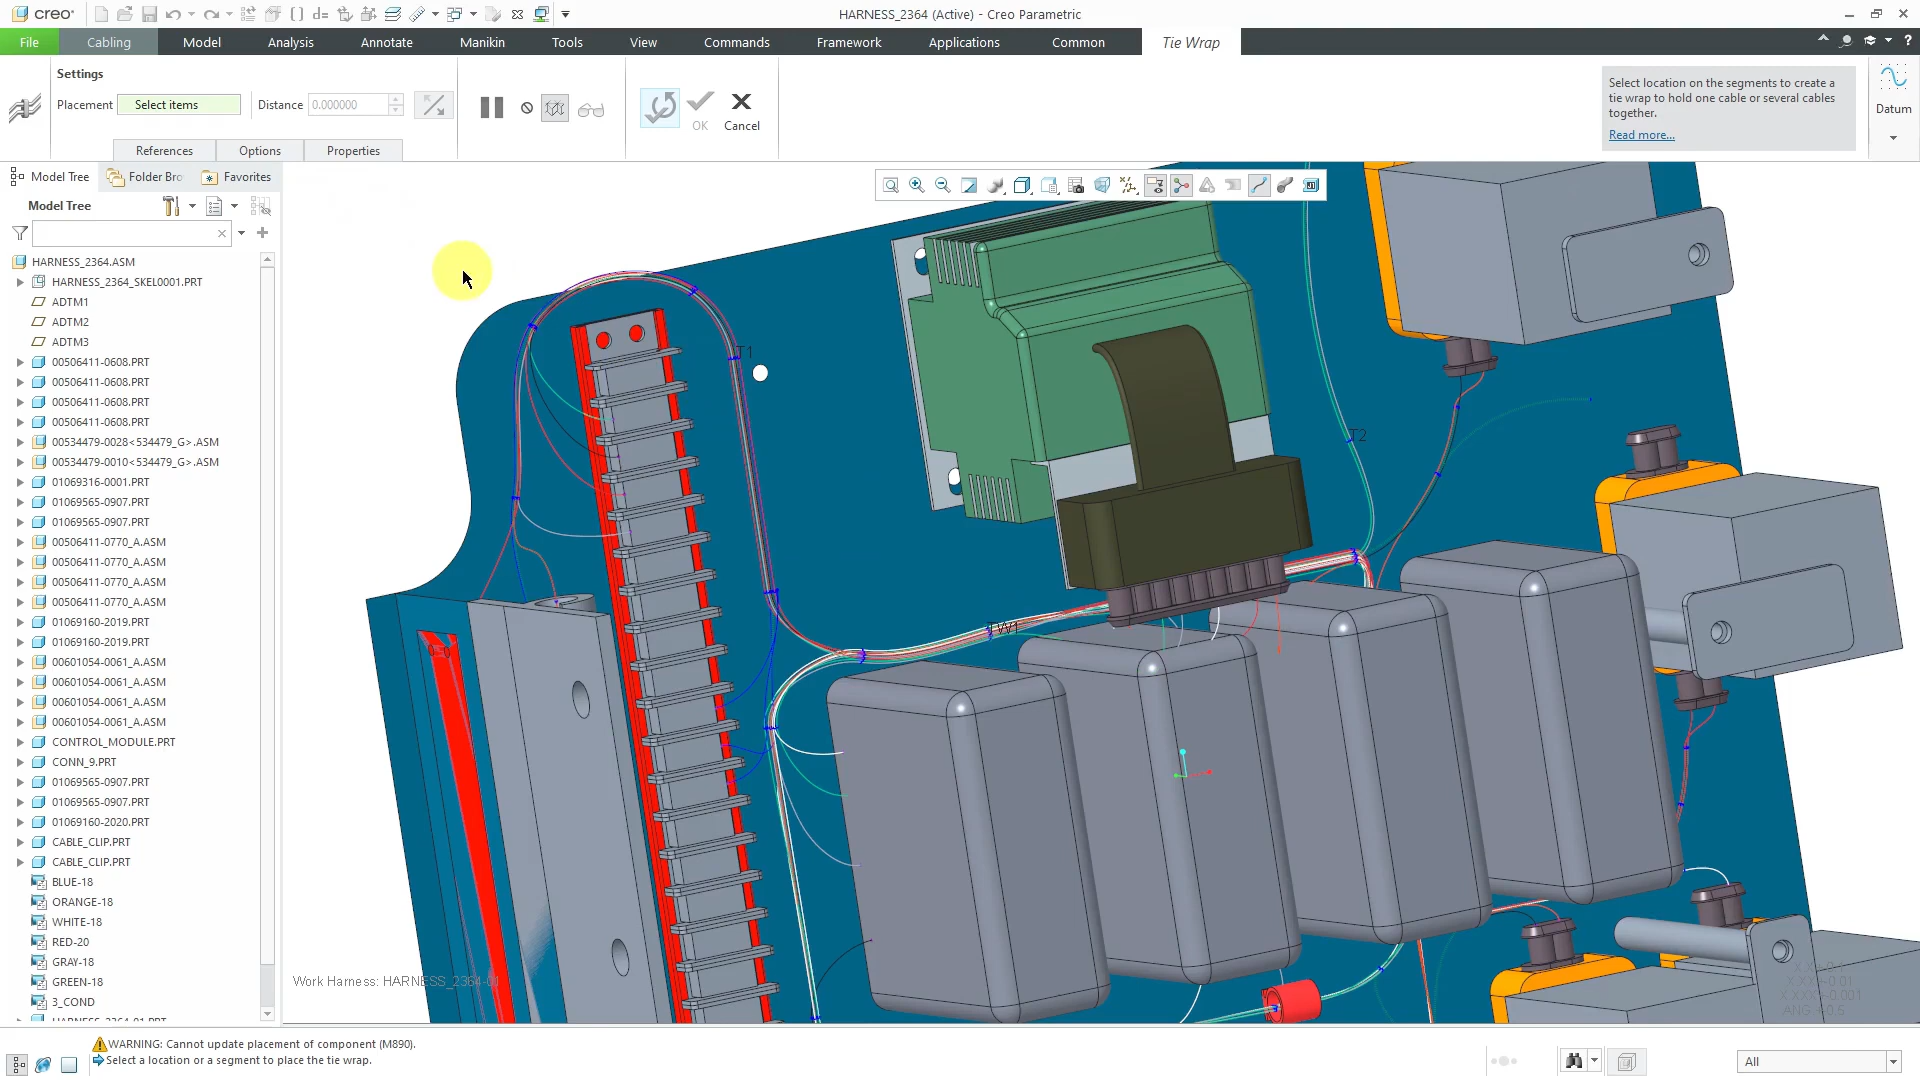 creo
HARNESS_2364 (Active) - Creo Parametric
File
Cabling
Model
Analysis
Annotate
Manikin
Tools
View
Commands
Framework
Applications
Common
Tie Wrap
Settings
Placement
Select items
Distance
0.000000
OK
Cancel
References
Options
Properties
Select location on the segments to create a
tie wrap to hold one cable or several cables
together.
Read more...
Datum
Model Tree
Folder Bro
Favorites
Model Tree
HARNESS_2364.ASM
HARNESS_2364_SKEL0001.PRT
ADTM1
ADTM2
ADTM3
00506411-0608.PRT
00506411-0608.PRT
00506411-0608.PRT
00506411-0608.PRT
00534479-0028<534479_G>.ASM
00534479-0010<534479_G>.ASM
01069316-0001.PRT
01069565-0907.PRT
01069565-0907.PRT
00506411-0770_A.ASM
00506411-0770_A.ASM
00506411-0770_A.ASM
00506411-0770_A.ASM
01069160-2019.PRT
01069160-2019.PRT
00601054-0061_A.ASM
00601054-0061_A.ASM
00601054-0061_A.ASM
00601054-0061_A.ASM
CONTROL_MODULE.PRT
CONN_9.PRT
01069565-0907.PRT
01069565-0907.PRT
01069160-2020.PRT
CABLE_CLIP.PRT
CABLE_CLIP.PRT
BLUE-18
ORANGE-18
WHITE-18
RED-20
GRAY-18
GREEN-18
3_COND
HARNESS_2364-01.PRT
T1
T2
TW1
Work Harness: HARNESS_2364-01
WARNING: Cannot update placement of component (M890).
Select a location or a segment to place the tie wrap.
All